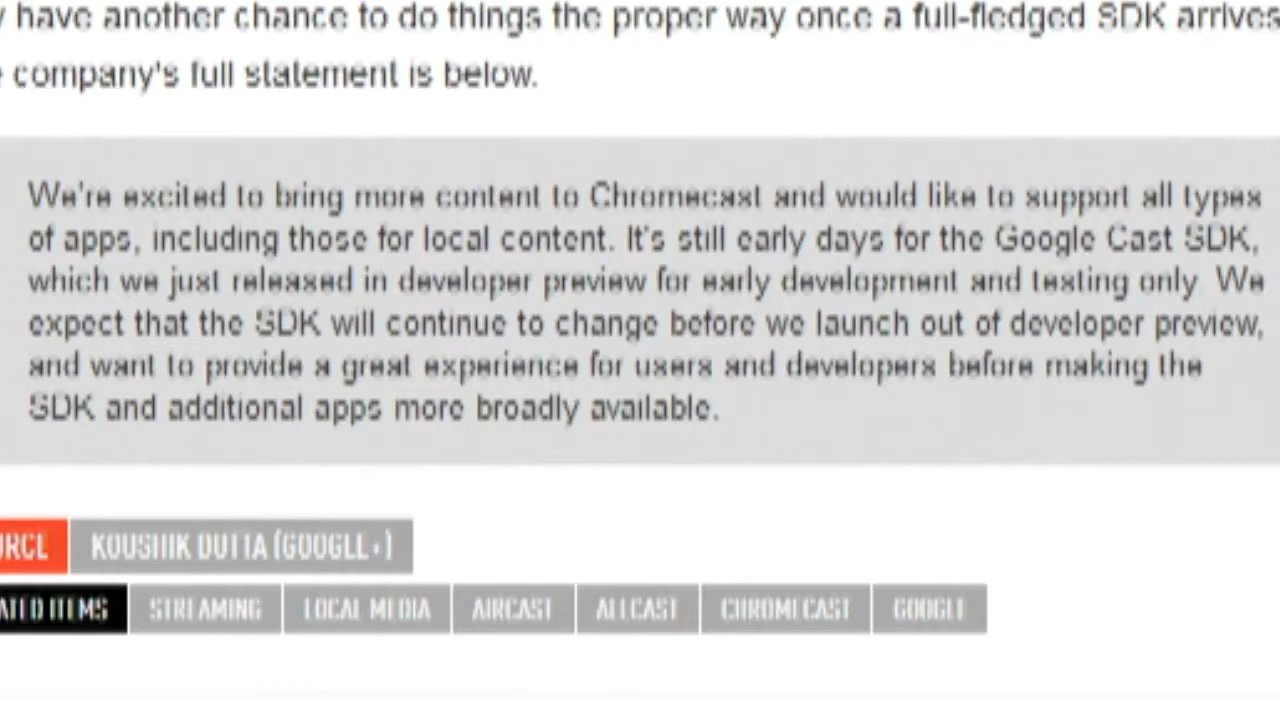 have another chance to do things the proper way once a full-fledged SDK arrives
company's full statement is below.
We're excited to bring more content to Chromecast and would like to support all types
of apps, including those for local content. It's still early days for the Google Cast SDK,
which we just released in developer preview for early development and testing only. We
expect that the SDK will continue to change before we launch out of developer preview,
and want to provide a great experience for users and developers before making the
SDK and additional apps more broadly available.
KOUSHIK DUTTA (GOOGLE+)
ITEMS STREAMING LOCAL MEDIA AIRCAST ALLCAST CHROMECAST GOOGLE